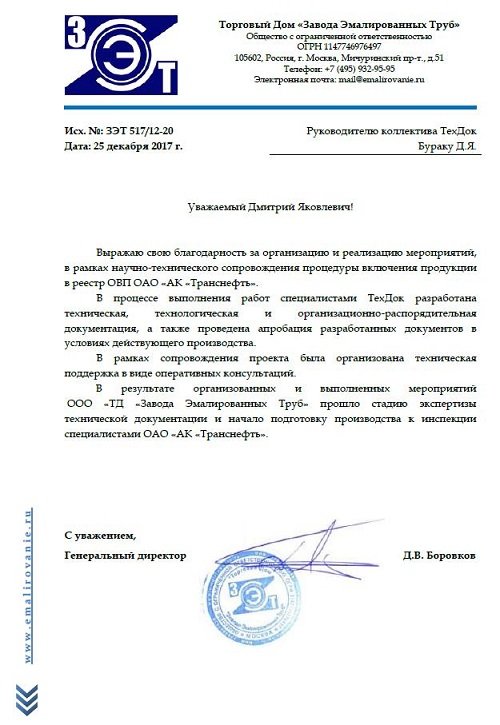 З Э Т
Торговый Дом «Завода Эмалированных Труб»
Общество с ограниченной ответственностью
ОГРН 1147746976497
105602, Россия, г. Москва, Мичуринский пр-т., д.51
Телефон: +7 (495) 932-95-95
Электронная почта: mail@emalirovanie.ru
Исх. №: ЗЭТ 517/12-20
Дата: 25 декабря 2017 г.
Руководителю коллектива ТехДок
Бураку Д.Я.
Уважаемый Дмитрий Яковлевич!
Выражаю свою благодарность за организацию и реализацию мероприятий,
в рамках научно-технического сопровождения процедуры включения продукции
в реестр ОВП ОАО «АК «Транснефть».
В процессе выполнения работ специалистами ТехДок разработана
техническая, технологическая и организационно-распорядительная
документация, а также проведена апробация разработанных документов в
условиях действующего производства.
В рамках сопровождения проекта была организована техническая
поддержка в виде оперативных консультаций.
В результате организованных и выполненных мероприятий
ООО «ТД «Завода Эмалированных Труб» прошло стадию экспертизы
технической документации и начало подготовку производства к инспекции
специалистами ОАО «АК «Транснефть».
С уважением,
Генеральный директор
Д.В. Боровков
З Э Т
МОСКВА
www.emalirovanie.ru